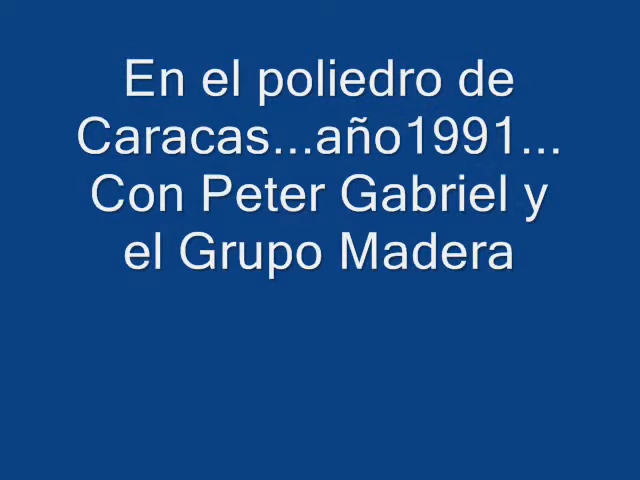 En el poliedro de
Caracas...año1991...
Con Peter Gabriel y
el Grupo Madera